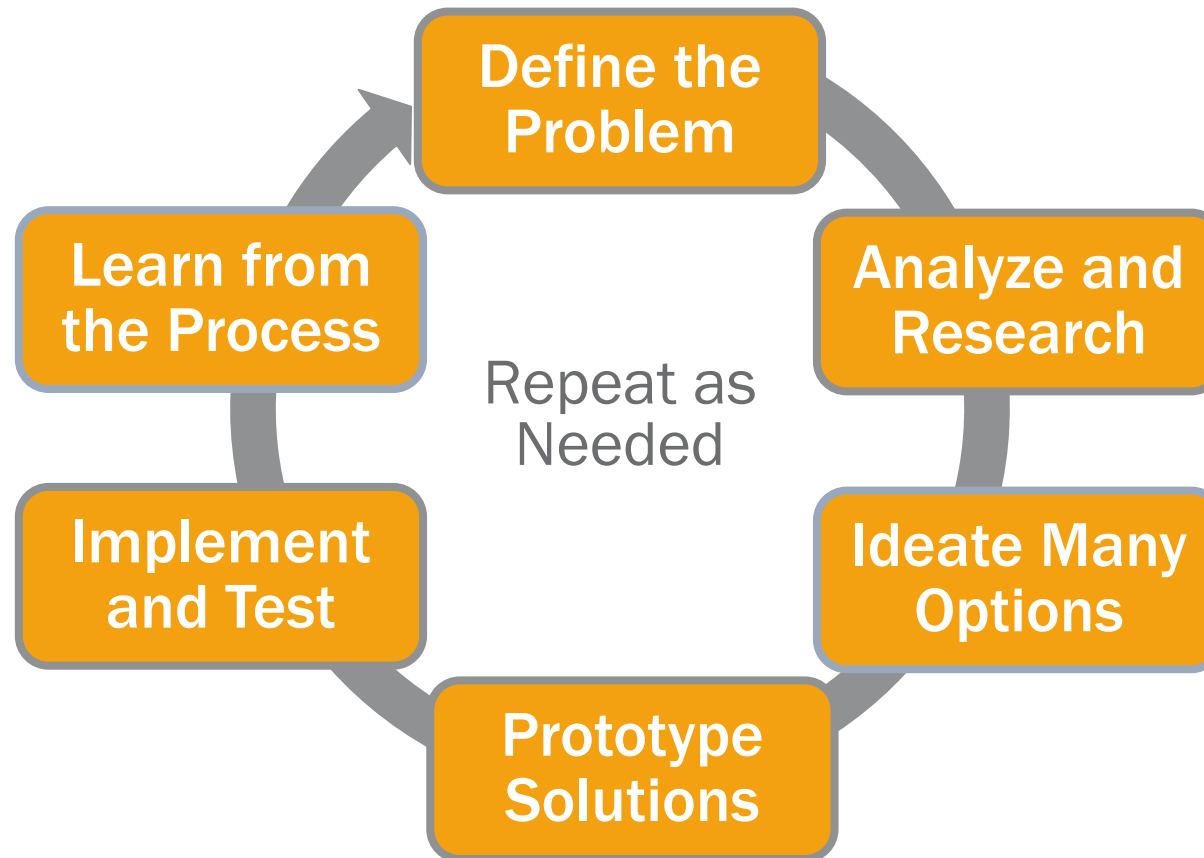 Define the
Problem
Analyze and
Research
Ideate Many
Options
Prototype
Solutions
Implement
and Test
Learn from
the Process
Repeat as
Needed